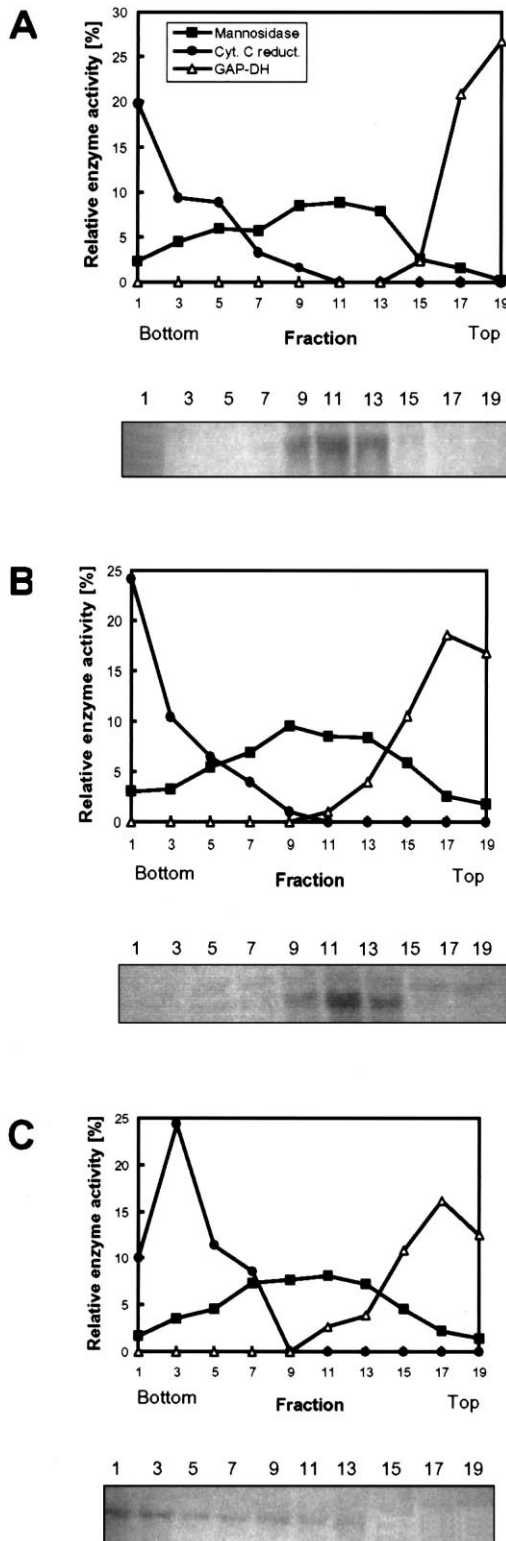 A
Relative enzyme activity [%]
30
25
20
15
10
5
0
Mannosidase
Cyt. C reduct.
GAP-DH
1 3 5 7 9 11 13 15 17 19
Bottom Fraction Top
1 3 5 7 9 11 13 15 17 19
B
Relative enzyme activity [%]
25
20
15
10
5
0
1 3 5 7 9 11 13 15 17 19
Bottom Fraction Top
1 3 5 7 9 11 13 15 17 19
C
Relative enzyme activity [%]
25
20
15
10
5
0
1 3 5 7 9 11 13 15 17 19
Bottom Fraction Top
1 3 5 7 9 11 13 15 17 19